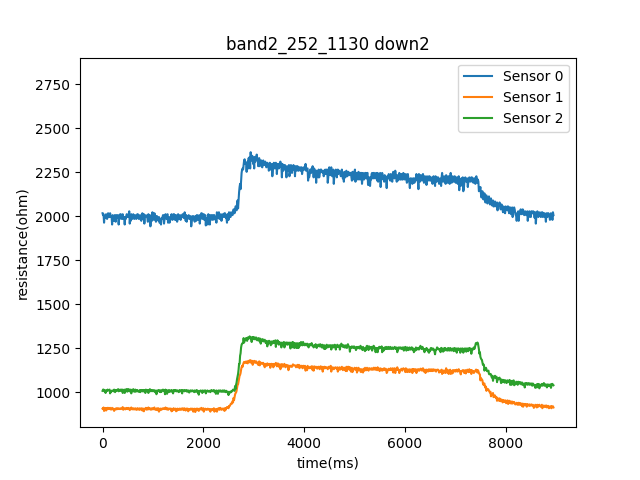 band2_252_1130 down2
Sensor 0
Sensor 1
Sensor 2
2750
2500
2250
2000
1750
1500
1250
1000
resistance(ohm)
0 2000 4000 6000 8000
time(ms)